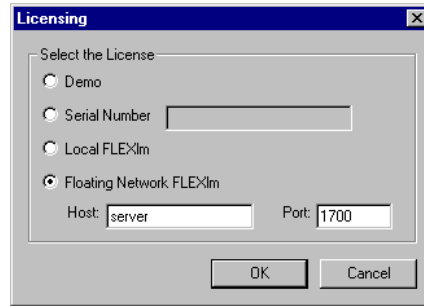 Licensing
Select the License
Demo
Serial Number
Local FLEXlm
Floating Network FLEXlm
Host: server Port: 1700
OK Cancel